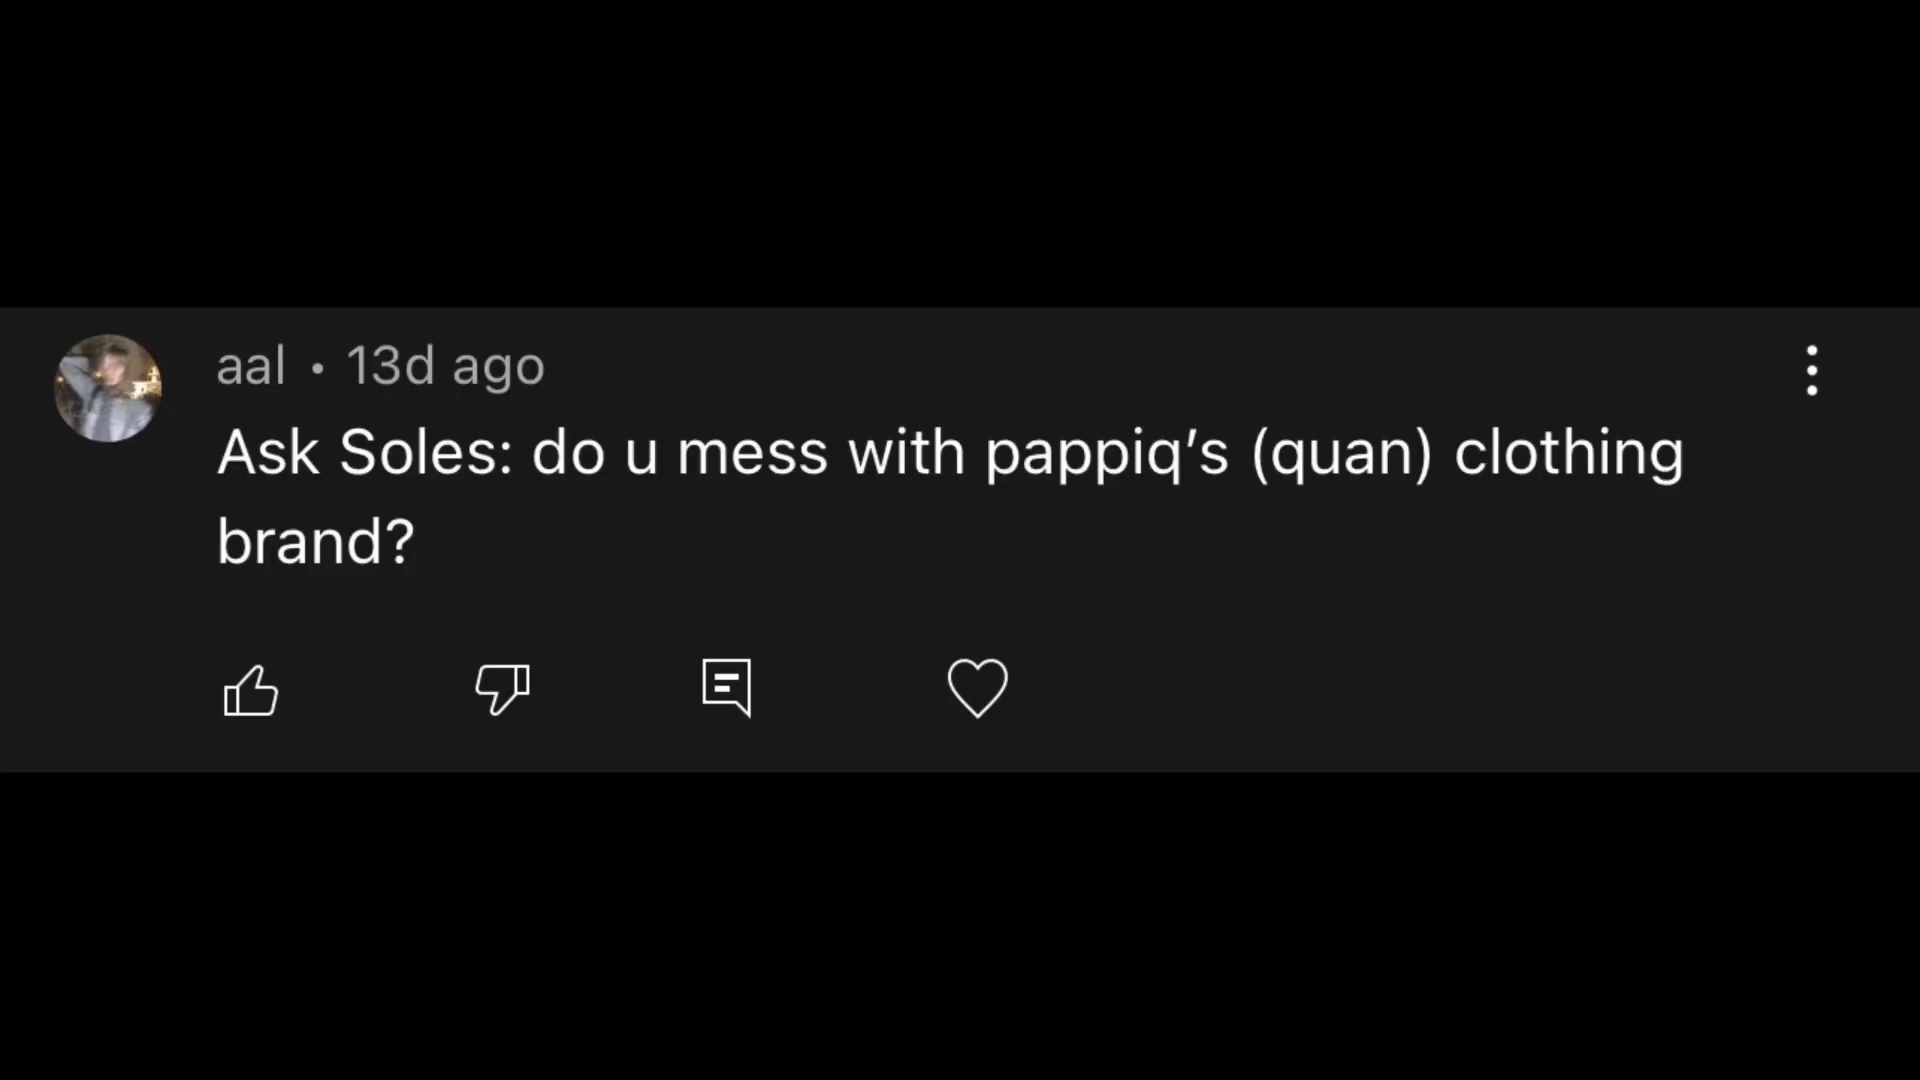 aal • 13d ago
Ask Soles: do u mess with pappiq’s (quan) clothing
brand?